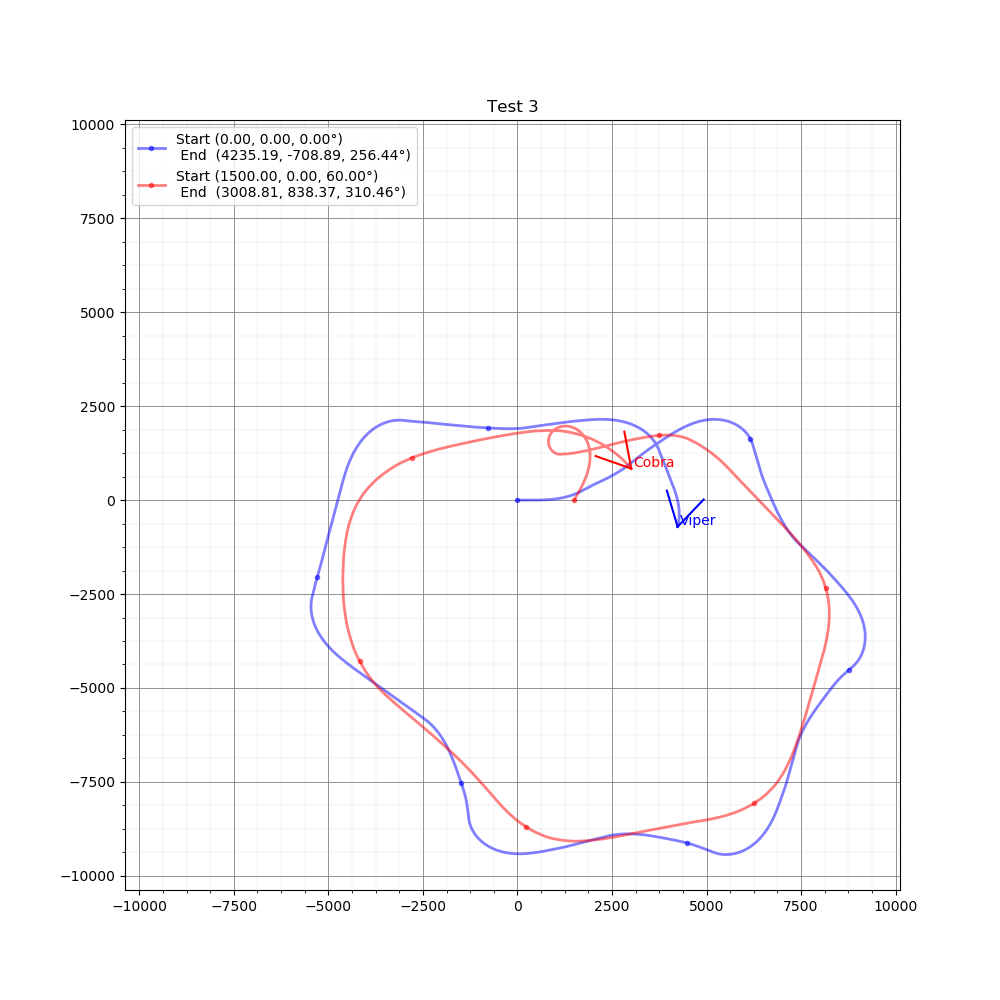 Test 3
Start (0.00, 0.00, 0.00°)
End (4235.19, -708.89, 256.44°)
Start (1500.00, 0.00, 60.00°)
End (3008.81, 838.37, 310.46°)
10000
7500
5000
2500
0
−2500
−5000
−7500
−10000
Cobra
Viper
−10000 −7500 −5000 −2500 0 2500 5000 7500 10000